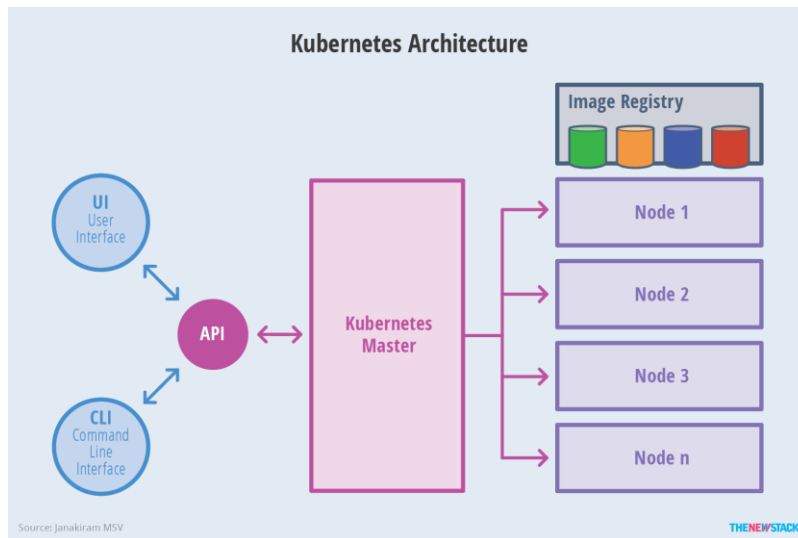 Kubernetes Architecture
Image Registry
UI
User
Interface
Node 1
Node 2
API
Kubernetes
Master
Node 3
CLI
Command
Line
Interface
Node n
Source: Janakiram MSV
THENEWSTACK